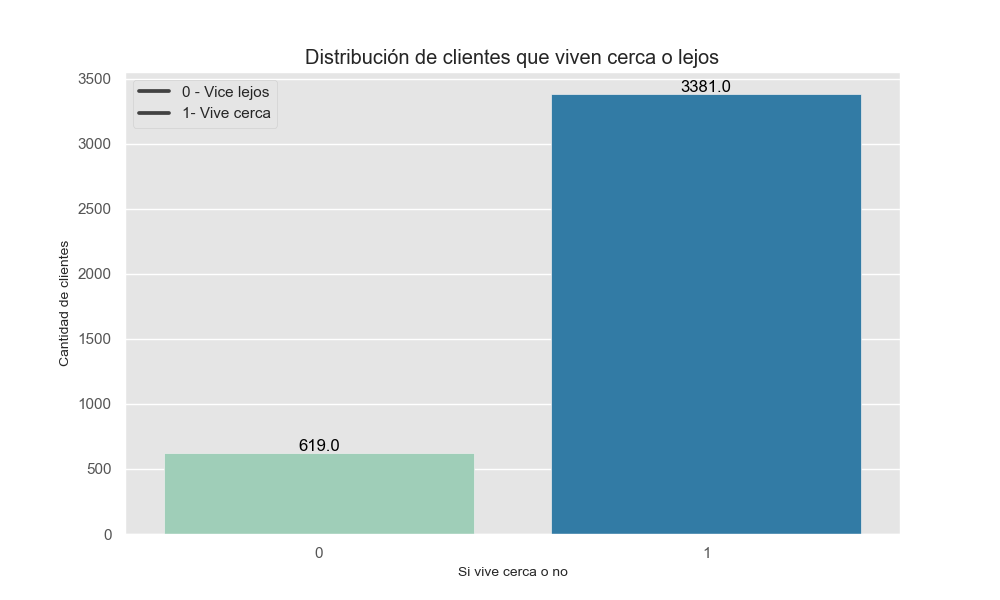 Distribución de clientes que viven cerca o lejos
0 - Vice lejos
1- Vive cerca
3381.0
619.0
3500
3000
2500
2000
1500
1000
500
0
Cantidad de clientes
0
1
Si vive cerca o no